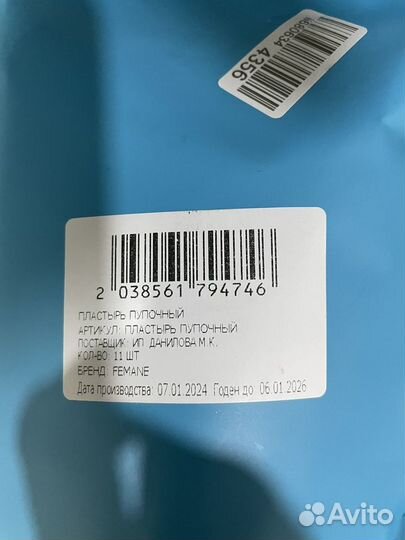 4356
2 038561 794746
ПЛАСТЫРЬ ПУПОЧНЫЙ
АРТИКУЛ: ПЛАСТЫРЬ ПУПОЧНЫЙ
ПОСТАВЩИК: ИП ДАНИЛОВА М.К.
КОЛ-ВО: 11 ШТ
БРЕНД: FEMANE
Дата производства: 07.01.2024 Годен до: 06.01.2026
Avito